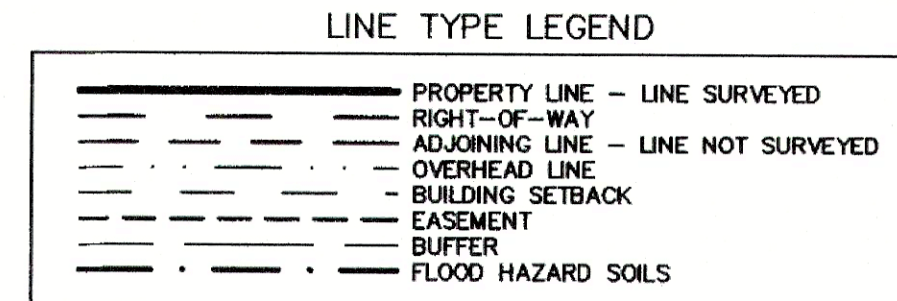 LINE TYPE LEGEND
PROPERTY LINE – LINE SURVEYED
RIGHT-OF-WAY
ADJOINING LINE – LINE NOT SURVEYED
OVERHEAD LINE
BUILDING SETBACK
EASEMENT
BUFFER
FLOOD HAZARD SOILS